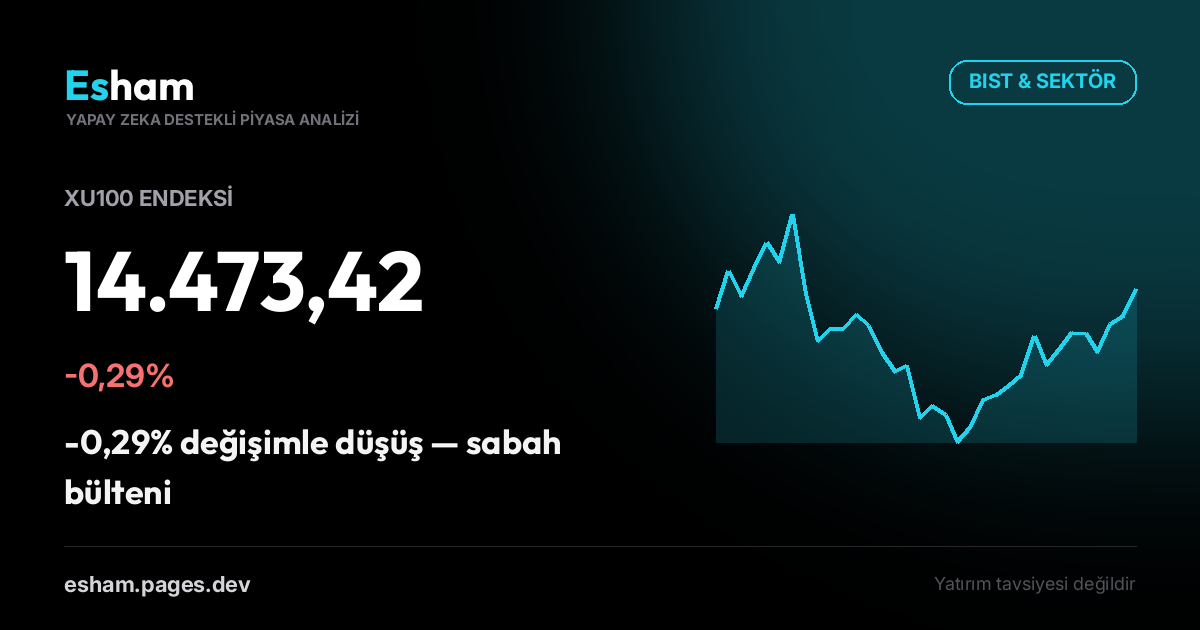 Esham
BIST & SEKTÖR
YAPAY ZEKA DESTEKLİ PİYASA ANALİZİ
XU100 ENDEKSİ
14.473,42
-0,29%
-0,29% değişimle düşüş — sabah
bülteni
esham.pages.dev
Yatırım tavsiyesi değildir